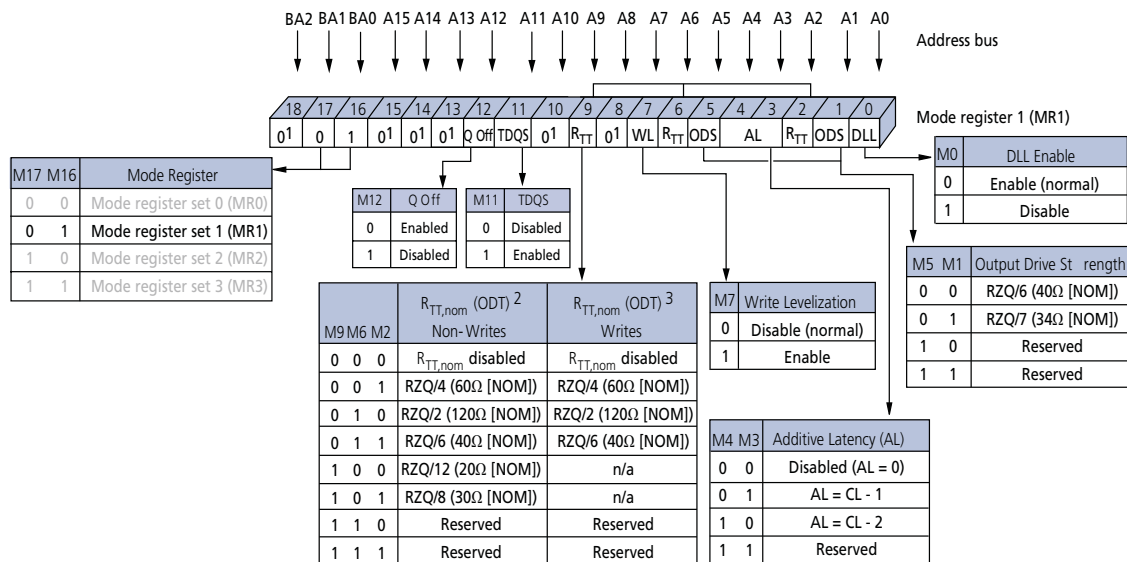 BA2 BA1 BA0 A15 A14 A13 A12 A11 A10 A9 A8 A7 A6 A5 A4 A3 A2 A1 A0
Address bus
18 17 16 15 14 13 12 11 10 9 8 7 6 5 4 3 2 1 0
0¹ 0 1 0¹ 0¹ 0¹ Q Off TDQS 0¹ RTT 0¹ WL RTT ODS AL RTT ODS DLL
Mode register 1 (MR1)
M17 M16 Mode Register
0 0 Mode register set 0 (MR0)
0 1 Mode register set 1 (MR1)
1 0 Mode register set 2 (MR2)
1 1 Mode register set 3 (MR3)
M12 Q Off
0 Enabled
1 Disabled
M11 TDQS
0 Disabled
1 Enabled
M0 DLL Enable
0 Enable (normal)
1 Disable
M5 M1 Output Drive St rength
0 0 RZQ/6 (40Ω [NOM])
0 1 RZQ/7 (34Ω [NOM])
1 0 Reserved
1 1 Reserved
M9 M6 M2 RTT,nom (ODT) 2 Non-Writes RTT,nom (ODT) 3 Writes
0 0 0 RTT,nom disabled RTT,nom disabled
0 0 1 RZQ/4 (60Ω [NOM]) RZQ/4 (60Ω [NOM])
0 1 0 RZQ/2 (120Ω [NOM]) RZQ/2 (120Ω [NOM])
0 1 1 RZQ/6 (40Ω [NOM]) RZQ/6 (40Ω [NOM])
1 0 0 RZQ/12 (20Ω [NOM]) n/a
1 0 1 RZQ/8 (30Ω [NOM]) n/a
1 1 0 Reserved Reserved
1 1 1 Reserved Reserved
M7 Write Levelization
0 Disable (normal)
1 Enable
M4 M3 Additive Latency (AL)
0 0 Disabled (AL = 0)
0 1 AL = CL - 1
1 0 AL = CL - 2
1 1 Reserved